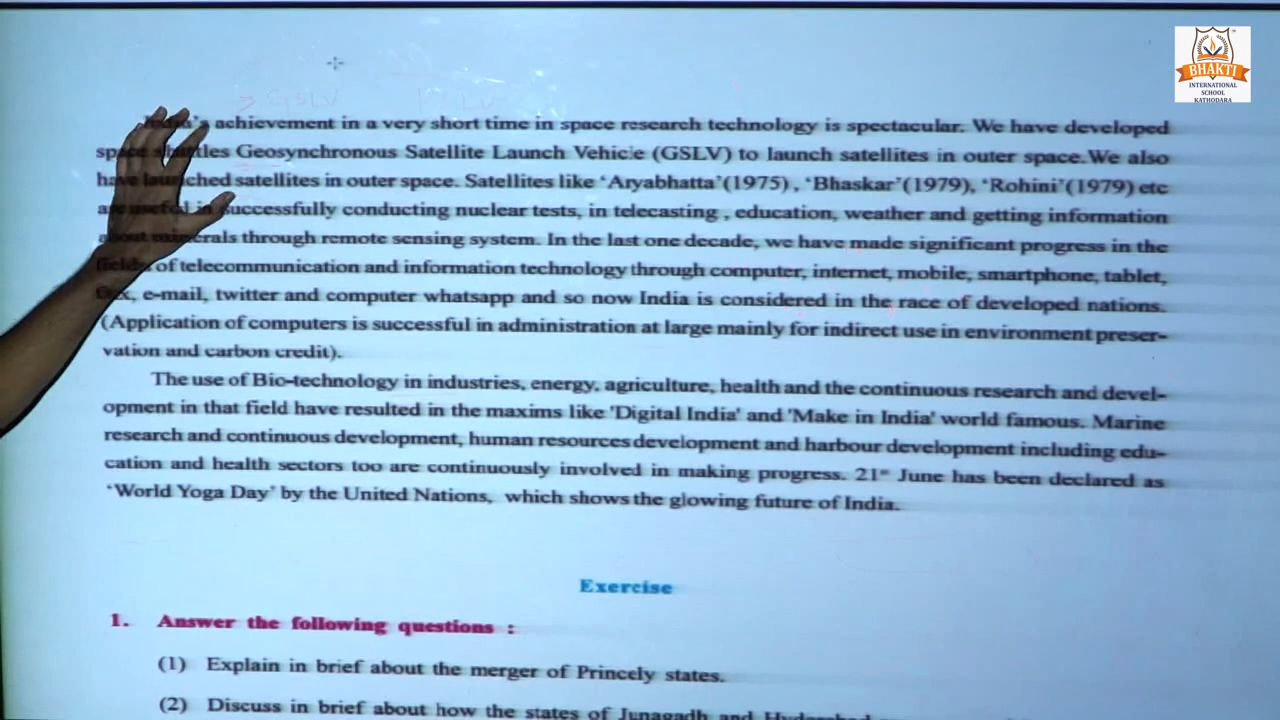 BHAKTI
INTERNATIONAL
SCHOOL
KATHODARA
> GSLV
India's achievement in a very short time in space research technology is spectacular. We have developed
space shuttles Geosynchronous Satellite Launch Vehicle (GSLV) to launch satellites in outer space.We also
have launched satellites in outer space. Satellites like 'Aryabhatta'(1975), 'Bhaskar'(1979), 'Rohini'(1979) etc
are useful in successfully conducting nuclear tests, in telecasting , education, weather and getting information
about minerals through remote sensing system. In the last one decade, we have made significant progress in the
fields of telecommunication and information technology through computer, internet, mobile, smartphone, tablet,
fax, e-mail, twitter and computer whatsapp and so now India is considered in the race of developed nations.
(Application of computers is successful in administration at large mainly for indirect use in environment preser-
vation and carbon credit).
The use of Bio-technology in industries, energy, agriculture, health and the continuous research and devel-
opment in that field have resulted in the maxims like 'Digital India' and 'Make in India' world famous. Marine
research and continuous development, human resources development and harbour development including edu-
cation and health sectors too are continuously involved in making progress. 21st June has been declared as
'World Yoga Day' by the United Nations, which shows the glowing future of India.
Exercise
1. Answer the following questions :
(1) Explain in brief about the merger of Princely states.
(2) Discuss in brief about how the states of Junagadh and Hyderabad